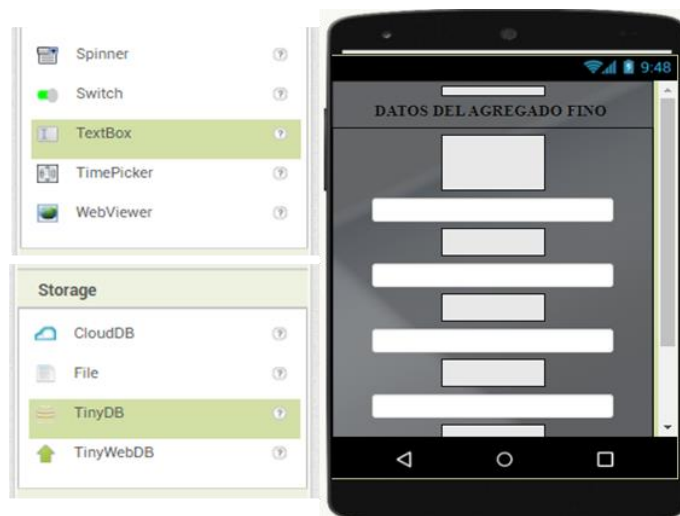 Spinner
Switch
TextBox
TimePicker
WebViewer
Storage
CloudDB
File
TinyDB
TinyWebDB
9:48
DATOS DEL AGREGADO FINO